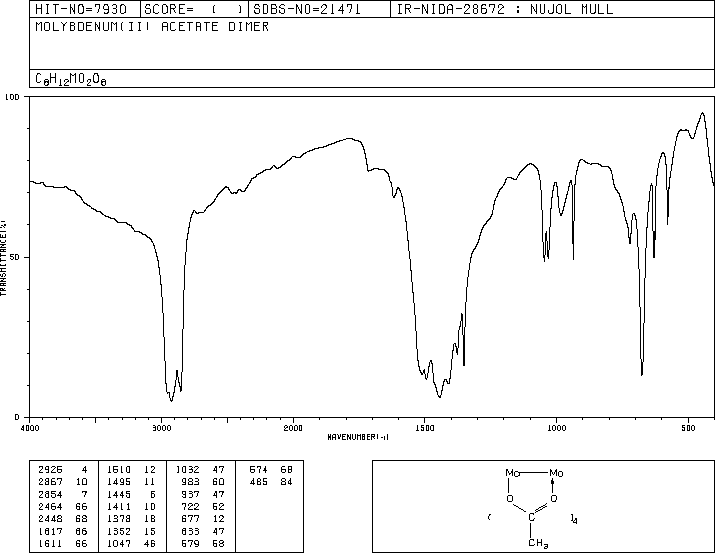 HIT-NO=7930 SCORE= ( ) SDBS-NO=21471 IR-NIDA-28672 : NUJOL MULL
MOLYBDENUM(II) ACETATE DIMER
C8H12MO2O8
100
50
0
TRANSMITTANCE(%)
4000 3000 2000 1500 1000 500
WAVENUMBER(-1)
2925 4 1510 12 1032 47 574 68
2867 10 1495 11 983 60 485 84
2854 7 1445 6 937 47
2464 66 1411 10 722 52
2448 68 1378 18 677 12
1617 66 1352 15 633 47
1611 66 1047 46 579 58
Mo Mo
O O
( C )4
CH3